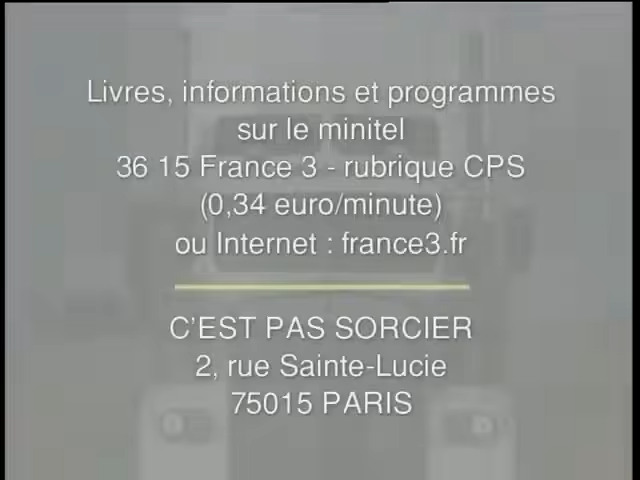 Livres, informations et programmes
sur le minitel
36 15 France 3 - rubrique CPS
(0,34 euro/minute)
ou Internet : france3.fr
C'EST PAS SORCIER
2, rue Sainte-Lucie
75015 PARIS